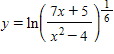 y = ln((7x + 5)/(x² − 4))^(1/6)